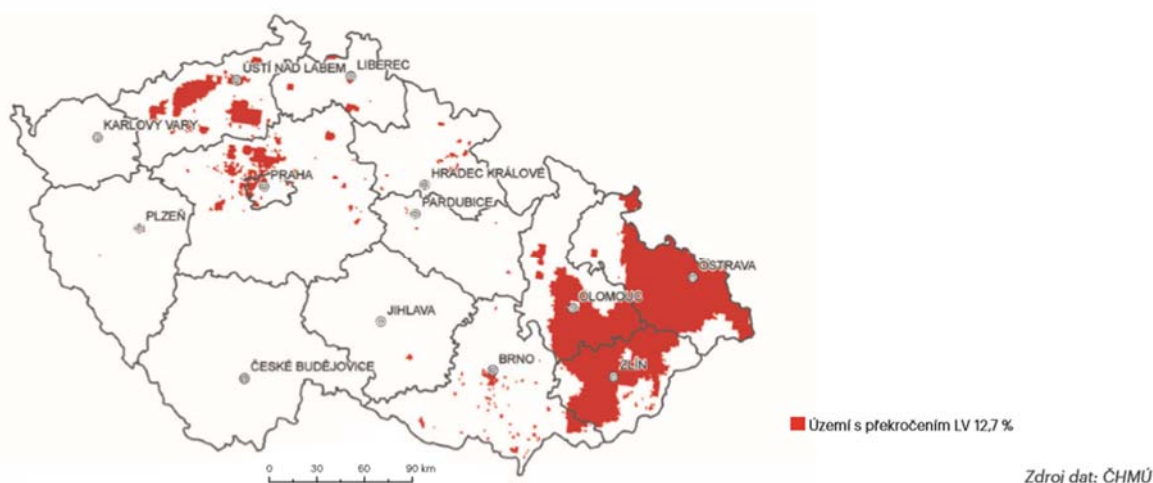 ÚSTÍ NAD LABEM
LIBEREC
KARLOVY VARY
PRAHA
HRADEC KRÁLOVÉ
PARDUBICE
PLZEŇ
OSTRAVA
OLOMOUC
JIHLAVA
BRNO
ZLÍN
ČESKÉ BUDĚJOVICE
Území s překročením LV 12,7 %
0 30 60 90 km
Zdroj dat: ČHMÚ